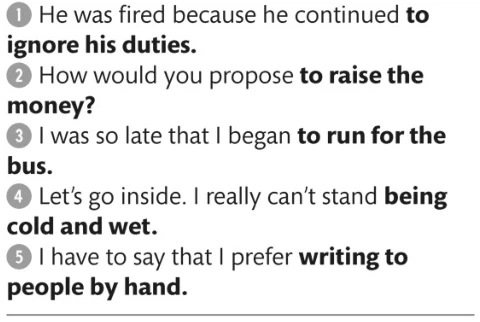 1 He was fired because he continued to
ignore his duties.
2 How would you propose to raise the
money?
3 I was so late that I began to run for the
bus.
4 Let’s go inside. I really can’t stand being
cold and wet.
5 I have to say that I prefer writing to
people by hand.